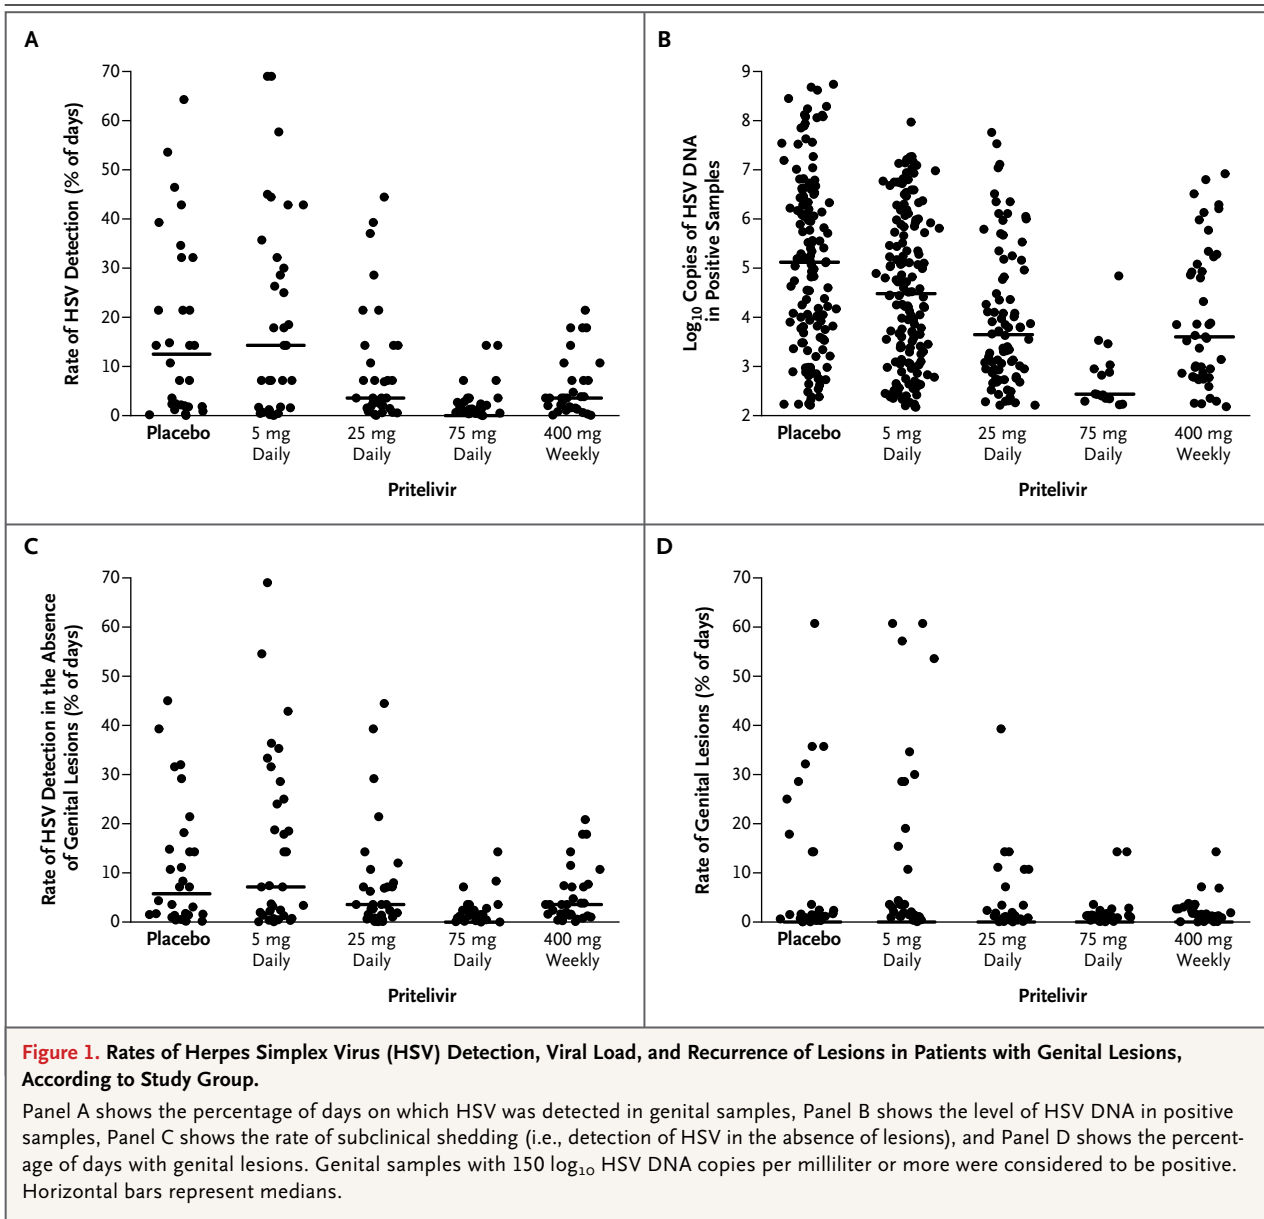 A
Rate of HSV Detection (% of days)
70
60
50
40
30
20
10
0
Placebo
5 mg
Daily
25 mg
Daily
75 mg
Daily
400 mg
Weekly
Pritelivir
B
Log10 Copies of HSV DNA
in Positive Samples
9
8
7
6
5
4
3
2
Placebo
5 mg
Daily
25 mg
Daily
75 mg
Daily
400 mg
Weekly
Pritelivir
C
Rate of HSV Detection in the Absence
of Genital Lesions (% of days)
70
60
50
40
30
20
10
0
Placebo
5 mg
Daily
25 mg
Daily
75 mg
Daily
400 mg
Weekly
Pritelivir
D
Rate of Genital Lesions (% of days)
70
60
50
40
30
20
10
0
Placebo
5 mg
Daily
25 mg
Daily
75 mg
Daily
400 mg
Weekly
Pritelivir
Figure 1. Rates of Herpes Simplex Virus (HSV) Detection, Viral Load, and Recurrence of Lesions in Patients with Genital Lesions,
According to Study Group.
Panel A shows the percentage of days on which HSV was detected in genital samples, Panel B shows the level of HSV DNA in positive
samples, Panel C shows the rate of subclinical shedding (i.e., detection of HSV in the absence of lesions), and Panel D shows the percent-
age of days with genital lesions. Genital samples with 150 log10 HSV DNA copies per milliliter or more were considered to be positive.
Horizontal bars represent medians.